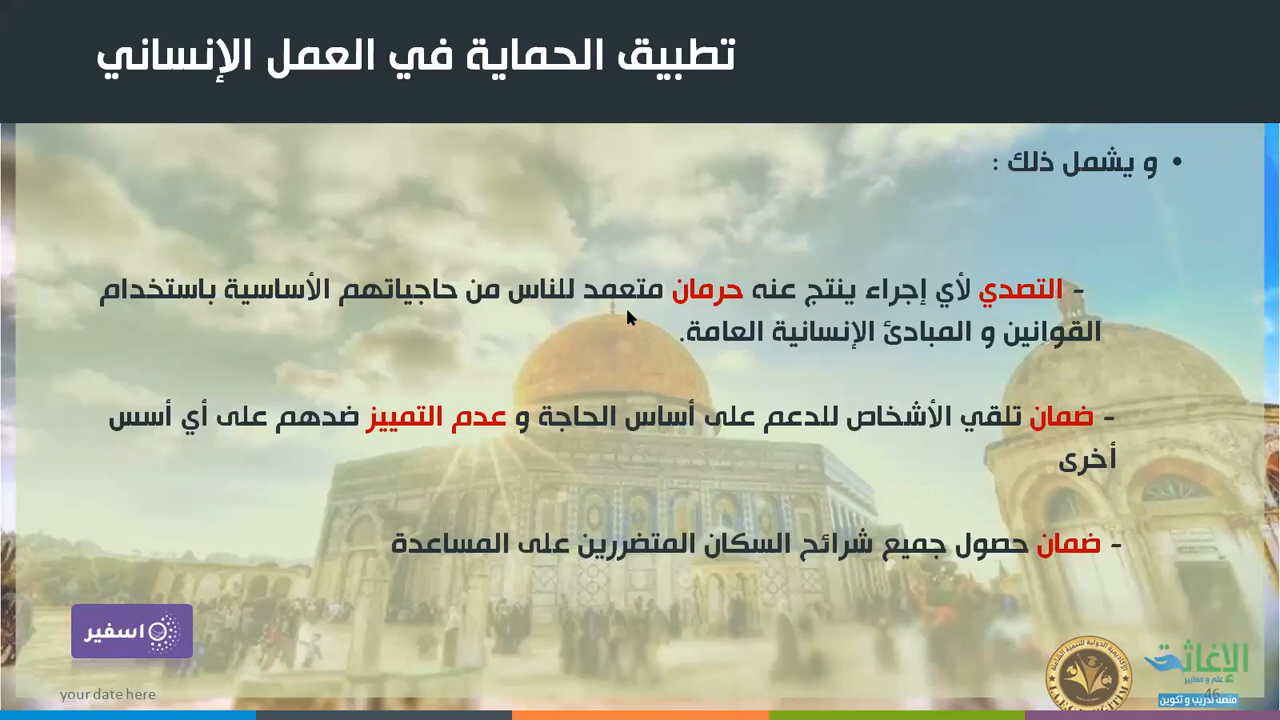 تطبيق الحماية في العمل الإنساني
• و يشمل ذلك :
- التصدي لأي إجراء ينتج عنه حرمان متعمد للناس من حاجياتهم الأساسية باستخدام
القوانين و المبادئ الإنسانية العامة.
- ضمان تلقي الأشخاص للدعم على أساس الحاجة و عدم التمييز ضدهم على أي أسس
أخرى
- ضمان حصول جميع شرائح السكان المتضررين على المساعدة
اسفير
الإغاثة
علم و معايير
منصة تدريب و تكوين
your date here
46